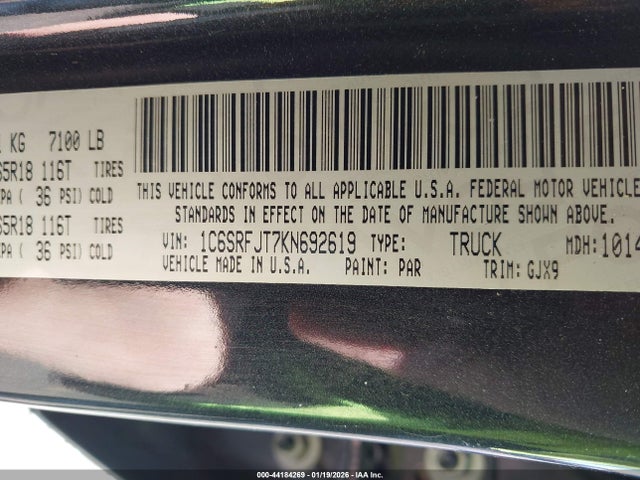 KG 7100 LB
65R18 116T TIRES
PA ( 36 PSI) COLD
65R18 116T TIRES
PA ( 36 PSI) COLD
THIS VEHICLE CONFORMS TO ALL APPLICABLE U.S.A. FEDERAL MOTOR VEHICLE
STANDARDS IN EFFECT ON THE DATE OF MANUFACTURE SHOWN ABOVE.
VIN: 1C6SRFJT7KN692619 TYPE: TRUCK MDH: 1014
VEHICLE MADE IN U.S.A. PAINT: PAR TRIM: GJX9
000-44184269 - 01/19/2026 - IAA Inc.